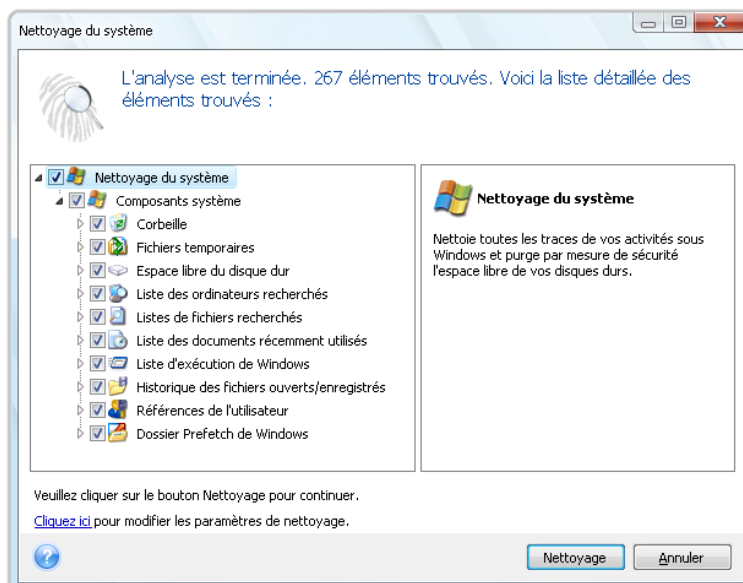 Nettoyage du système
L'analyse est terminée. 267 éléments trouvés. Voici la liste détaillée des
éléments trouvés :
Nettoyage du système
Composants système
Corbeille
Fichiers temporaires
Espace libre du disque dur
Liste des ordinateurs recherchés
Listes de fichiers recherchés
Liste des documents récemment utilisés
Liste d'exécution de Windows
Historique des fichiers ouverts/enregistrés
Références de l'utilisateur
Dossier Prefetch de Windows
Nettoyage du système
Nettoie toutes les traces de vos activités sous
Windows et purge par mesure de sécurité
l'espace libre de vos disques durs.
Veuillez cliquer sur le bouton Nettoyage pour continuer.
Cliquez ici pour modifier les paramètres de nettoyage.
Nettoyage
Annuler